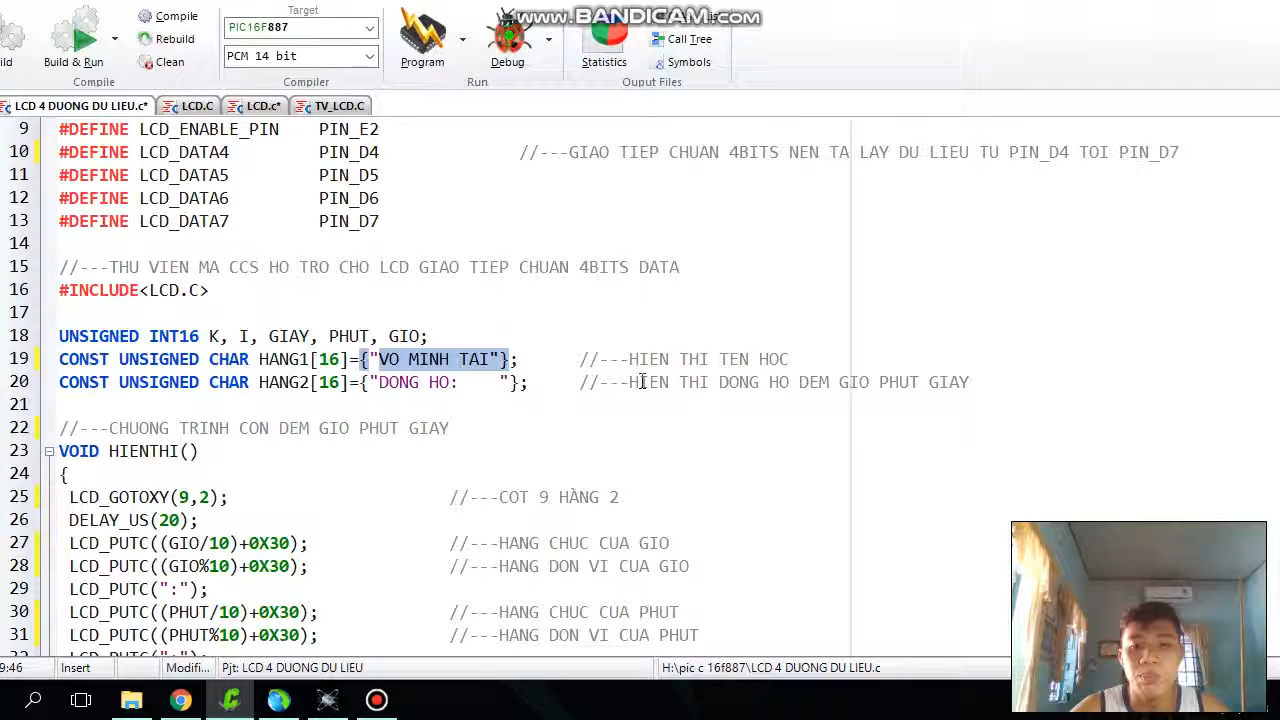 www.BANDICAM.com
Compile
Rebuild
Clean
Build & Run
Compile
Target
PIC16F887
PCM 14 bit
Compiler
Program
Debug
Run
Statistics
Call Tree
Symbols
Ouput Files
LCD 4 DUONG DU LIEU.c*
LCD.C
LCD.c*
TV_LCD.C
9 #DEFINE LCD_ENABLE_PIN PIN_E2
10 #DEFINE LCD_DATA4 PIN_D4 //---GIAO TIEP CHUAN 4BITS NEN TA LAY DU LIEU TU PIN_D4 TOI PIN_D7
11 #DEFINE LCD_DATA5 PIN_D5
12 #DEFINE LCD_DATA6 PIN_D6
13 #DEFINE LCD_DATA7 PIN_D7
14
15 //---THU VIEN MA CCS HO TRO CHO LCD GIAO TIEP CHUAN 4BITS DATA
16 #INCLUDE<LCD.C>
17
18 UNSIGNED INT16 K, I, GIAY, PHUT, GIO;
19 CONST UNSIGNED CHAR HANG1[16]={"VO MINH TAI"}; //---HIEN THI TEN HOC
20 CONST UNSIGNED CHAR HANG2[16]={"DONG HO:    "}; //---HIEN THI DONG HO DEM GIO PHUT GIAY
21
22 //---CHUONG TRINH CON DEM GIO PHUT GIAY
23 VOID HIENTHI()
24 {
25 LCD_GOTOXY(9,2); //---COT 9 HÀNG 2
26 DELAY_US(20);
27 LCD_PUTC((GIO/10)+0X30); //---HANG CHUC CUA GIO
28 LCD_PUTC((GIO%10)+0X30); //---HANG DON VI CUA GIO
29 LCD_PUTC(":");
30 LCD_PUTC((PHUT/10)+0X30); //---HANG CHUC CUA PHUT
31 LCD_PUTC((PHUT%10)+0X30); //---HANG DON VI CUA PHUT
9:46
Insert
Modifi...
Pjt: LCD 4 DUONG DU LIEU
H:\pic c 16f887\LCD 4 DUONG DU LIEU.c